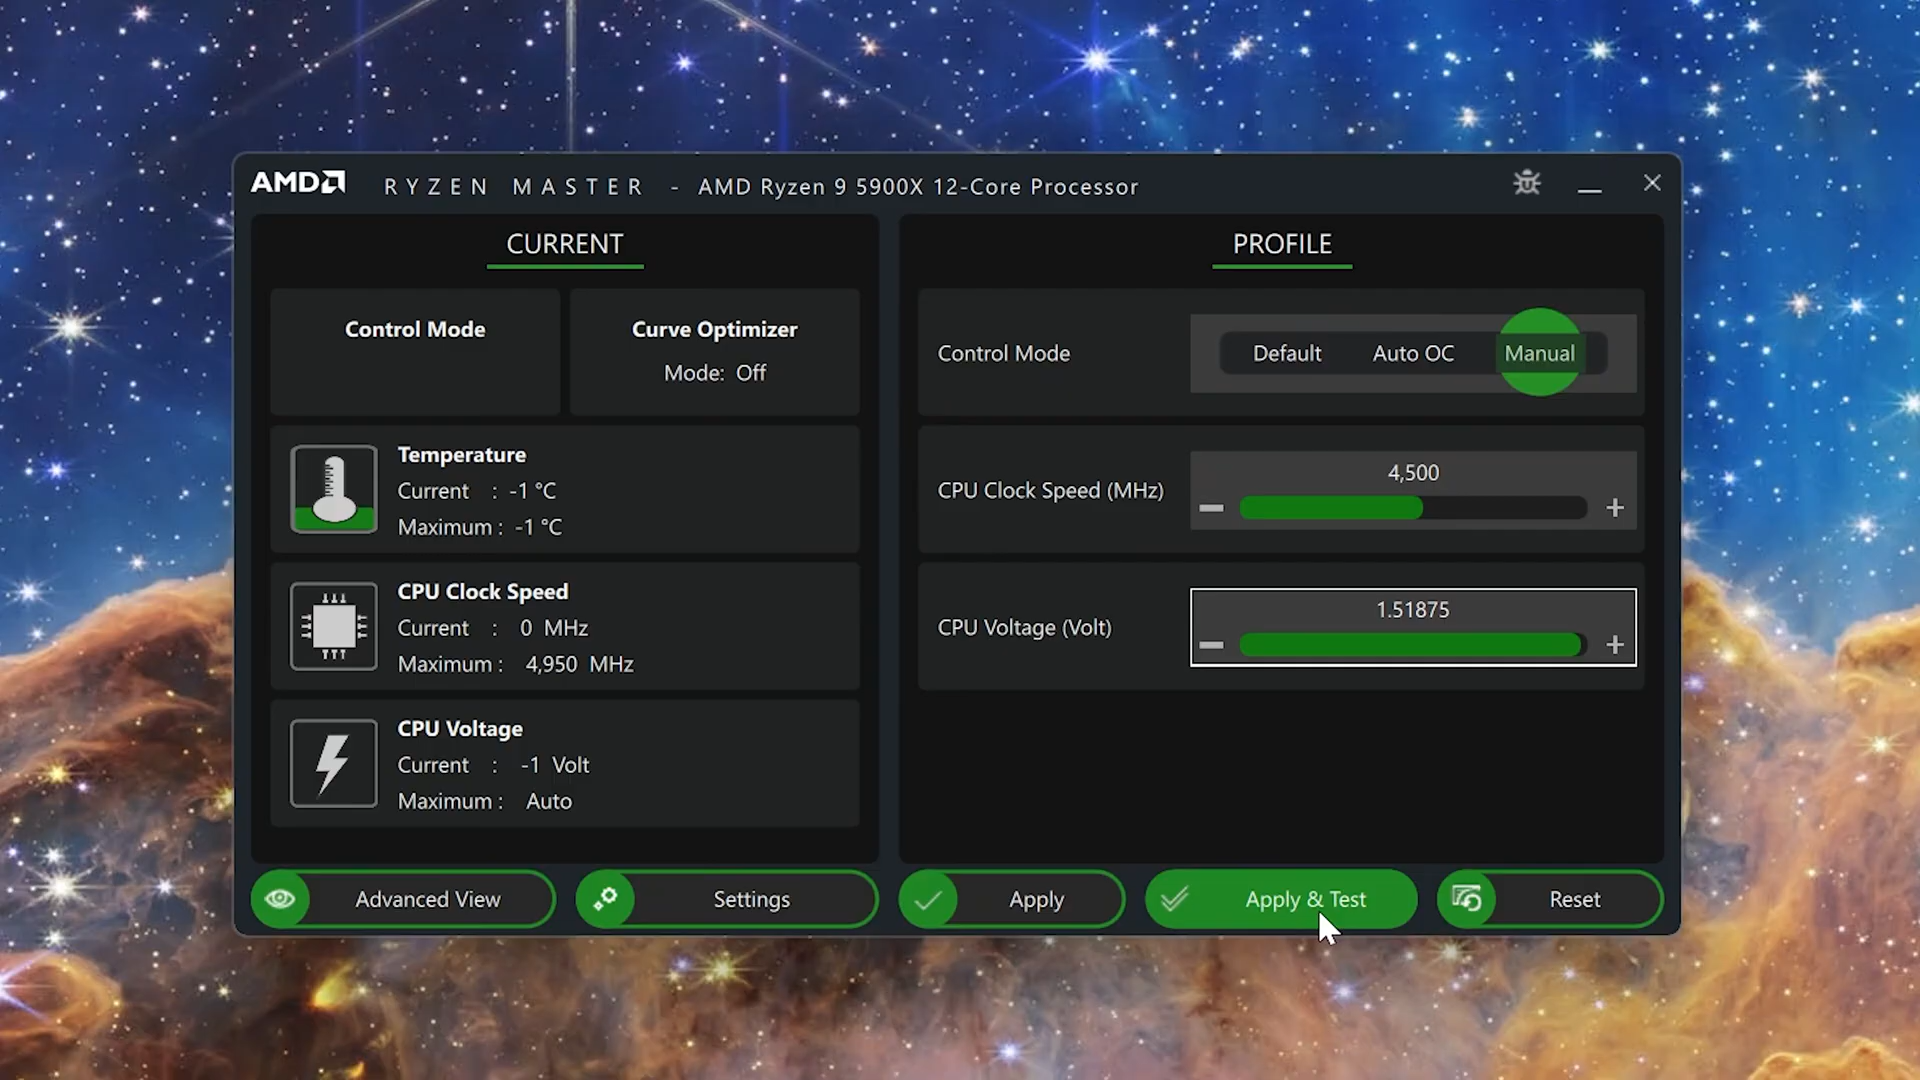 AMD RYZEN MASTER - AMD Ryzen 9 5900X 12-Core Processor
CURRENT
Control Mode
Curve Optimizer
Mode: Off
Temperature
Current : -1 °C
Maximum : -1 °C
CPU Clock Speed
Current : 0 MHz
Maximum : 4,950 MHz
CPU Voltage
Current : -1 Volt
Maximum : Auto
PROFILE
Control Mode
Default Auto OC Manual
CPU Clock Speed (MHz)
4,500
CPU Voltage (Volt)
1.51875
Advanced View
Settings
Apply
Apply & Test
Reset